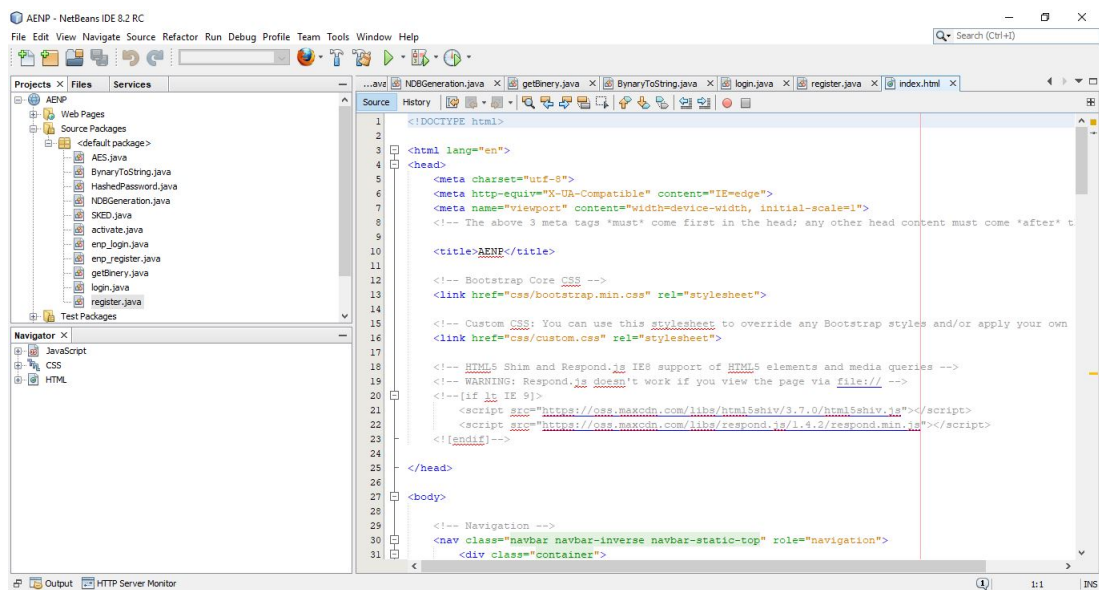 AENP - NetBeans IDE 8.2 RC
File Edit View Navigate Source Refactor Run Debug Profile Team Tools Window Help
Search (Ctrl+I)
Projects Files Services
AENP
Web Pages
Source Packages
<default package>
AES.java
BynaryToString.java
HashedPassword.java
NDBGeneration.java
SKED.java
activate.java
enp_login.java
enp_register.java
getBinery.java
login.java
register.java
Test Packages
Navigator
JavaScript
CSS
HTML
...ava NDBGeneration.java getBinery.java BynaryToString.java login.java register.java index.html
Source History
1 <!DOCTYPE html>
2
3 <html lang="en">
4 <head>
5 <meta charset="utf-8">
6 <meta http-equiv="X-UA-Compatible" content="IE=edge">
7 <meta name="viewport" content="width=device-width, initial-scale=1">
8 <!-- The above 3 meta tags *must* come first in the head; any other head content must come *after* t
9
10 <title>AENP</title>
11
12 <!-- Bootstrap Core CSS -->
13 <link href="css/bootstrap.min.css" rel="stylesheet">
14
15 <!-- Custom CSS: You can use this stylesheet to override any Bootstrap styles and/or apply your own
16 <link href="css/custom.css" rel="stylesheet">
17
18 <!-- HTML5 Shim and Respond.js IE8 support of HTML5 elements and media queries -->
19 <!-- WARNING: Respond.js doesn't work if you view the page via file:// -->
20 <!--[if lt IE 9]>
21 <script src="https://oss.maxcdn.com/libs/html5shiv/3.7.0/html5shiv.js"></script>
22 <script src="https://oss.maxcdn.com/libs/respond.js/1.4.2/respond.min.js"></script>
23 <![endif]-->
24
25 </head>
26
27 <body>
28
29 <!-- Navigation -->
30 <nav class="navbar navbar-inverse navbar-static-top" role="navigation">
31 <div class="container">
Output HTTP Server Monitor
1 1:1 INS